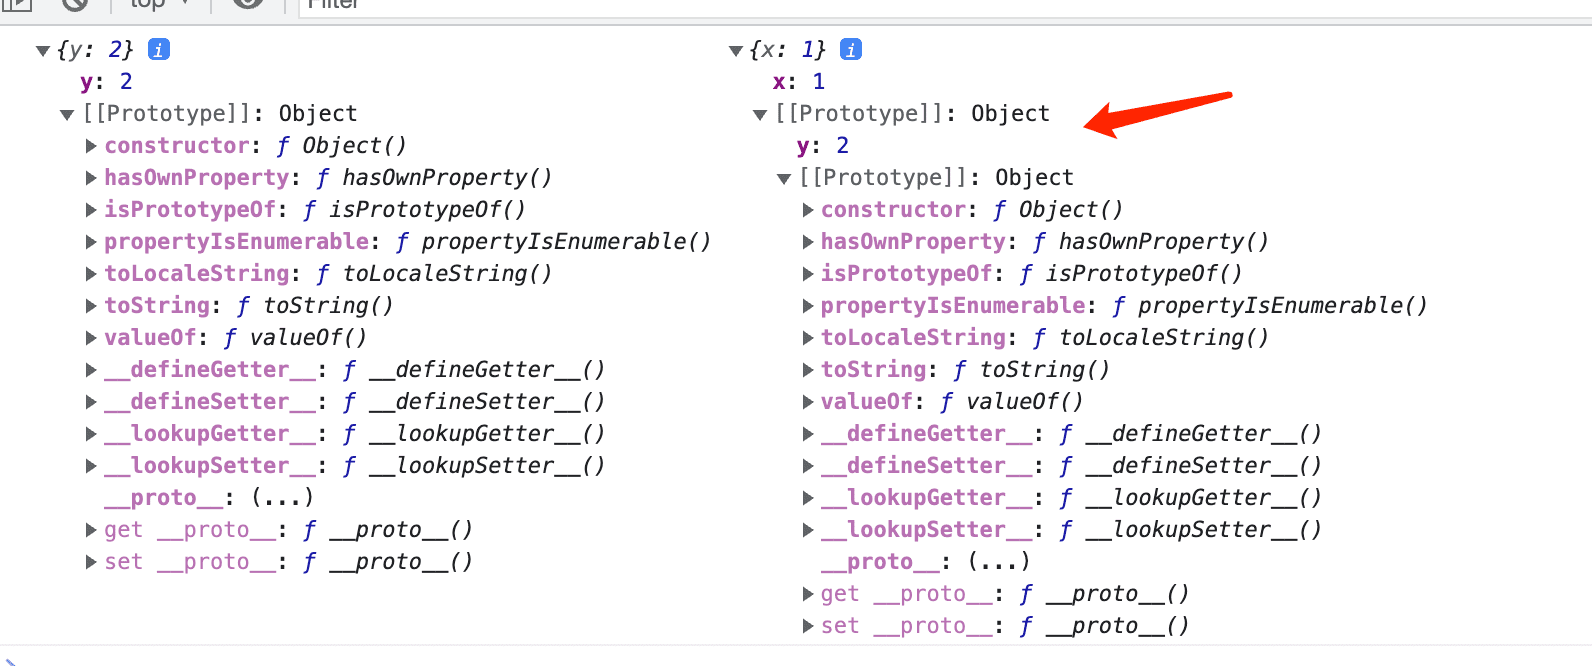 top Filter
{y: 2} i
y: 2
[[Prototype]]: Object
constructor: ƒ Object()
hasOwnProperty: ƒ hasOwnProperty()
isPrototypeOf: ƒ isPrototypeOf()
propertyIsEnumerable: ƒ propertyIsEnumerable()
toLocaleString: ƒ toLocaleString()
toString: ƒ toString()
valueOf: ƒ valueOf()
__defineGetter__: ƒ __defineGetter__()
__defineSetter__: ƒ __defineSetter__()
__lookupGetter__: ƒ __lookupGetter__()
__lookupSetter__: ƒ __lookupSetter__()
__proto__: (...)
get __proto__: ƒ __proto__()
set __proto__: ƒ __proto__()
{x: 1} i
x: 1
[[Prototype]]: Object
y: 2
[[Prototype]]: Object
constructor: ƒ Object()
hasOwnProperty: ƒ hasOwnProperty()
isPrototypeOf: ƒ isPrototypeOf()
propertyIsEnumerable: ƒ propertyIsEnumerable()
toLocaleString: ƒ toLocaleString()
toString: ƒ toString()
valueOf: ƒ valueOf()
__defineGetter__: ƒ __defineGetter__()
__defineSetter__: ƒ __defineSetter__()
__lookupGetter__: ƒ __lookupGetter__()
__lookupSetter__: ƒ __lookupSetter__()
__proto__: (...)
get __proto__: ƒ __proto__()
set __proto__: ƒ __proto__()